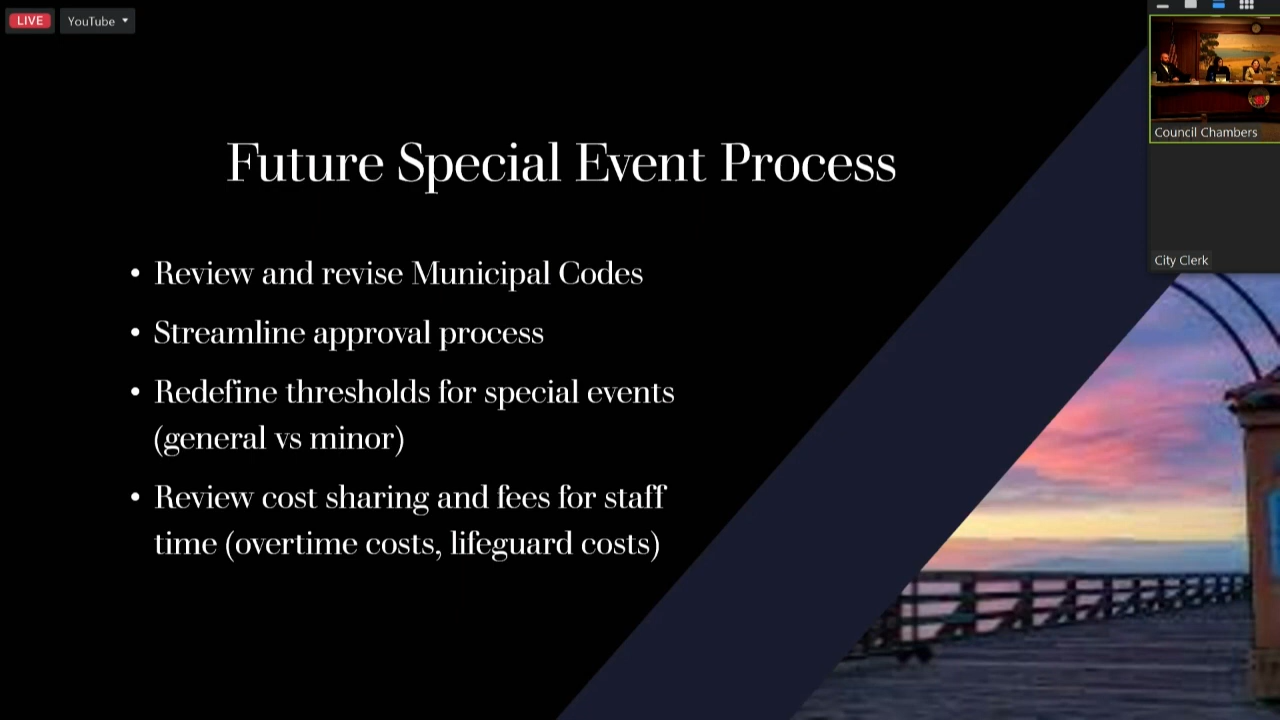 LIVE
YouTube
Council Chambers
City Clerk
Future Special Event Process
• Review and revise Municipal Codes
• Streamline approval process
• Redefine thresholds for special events
(general vs minor)
• Review cost sharing and fees for staff
time (overtime costs, lifeguard costs)